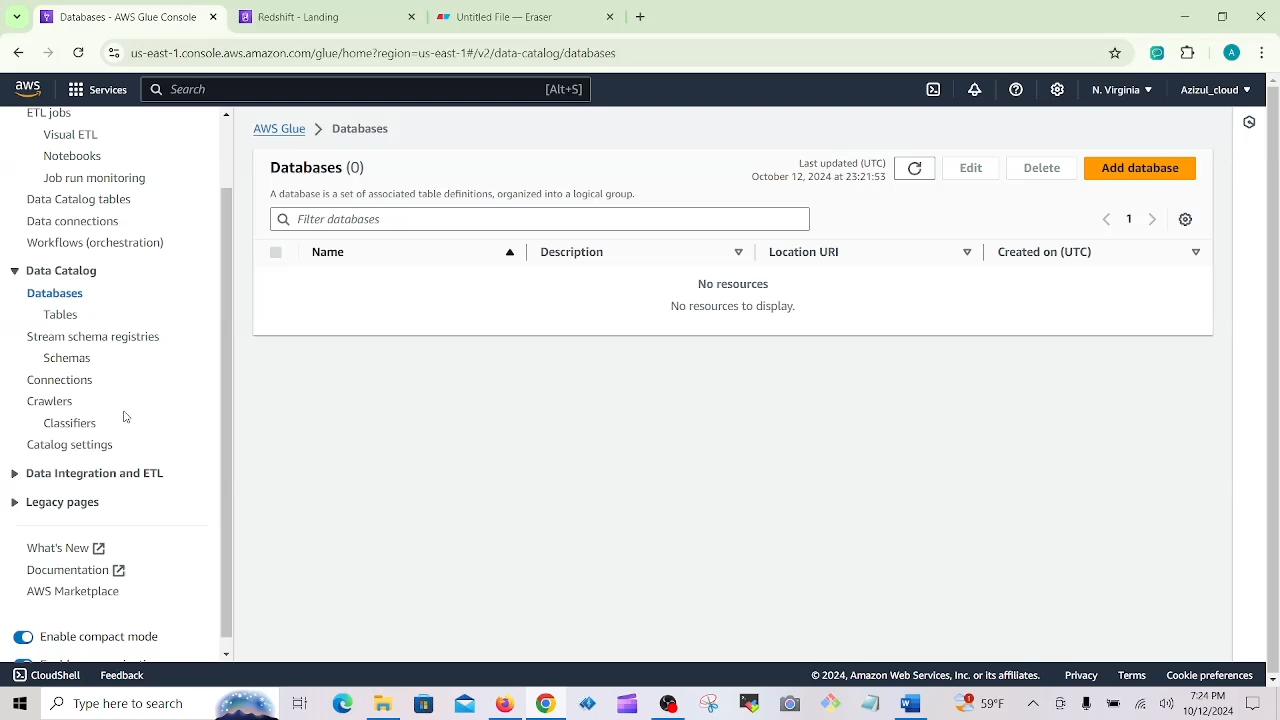 Databases - AWS Glue Console
Redshift - Landing
Untitled File — Eraser
us-east-1.console.aws.amazon.com/glue/home?region=us-east-1#/v2/data-catalog/databases
A
aws
Services
Search
[Alt+S]
N. Virginia
Azizul_cloud
ETL jobs
Visual ETL
Notebooks
Job run monitoring
Data Catalog tables
Data connections
Workflows (orchestration)
Data Catalog
Databases
Tables
Stream schema registries
Schemas
Connections
Crawlers
Classifiers
Catalog settings
Data Integration and ETL
Legacy pages
What's New
Documentation
AWS Marketplace
Enable compact mode
AWS Glue
Databases
Databases (0)
Last updated (UTC)
October 12, 2024 at 23:21:53
Edit
Delete
Add database
A database is a set of associated table definitions, organized into a logical group.
Filter databases
1
Name
Description
Location URI
Created on (UTC)
No resources
No resources to display.
CloudShell
Feedback
© 2024, Amazon Web Services, Inc. or its affiliates.
Privacy
Terms
Cookie preferences
Type here to search
59°F
7:24 PM
10/12/2024